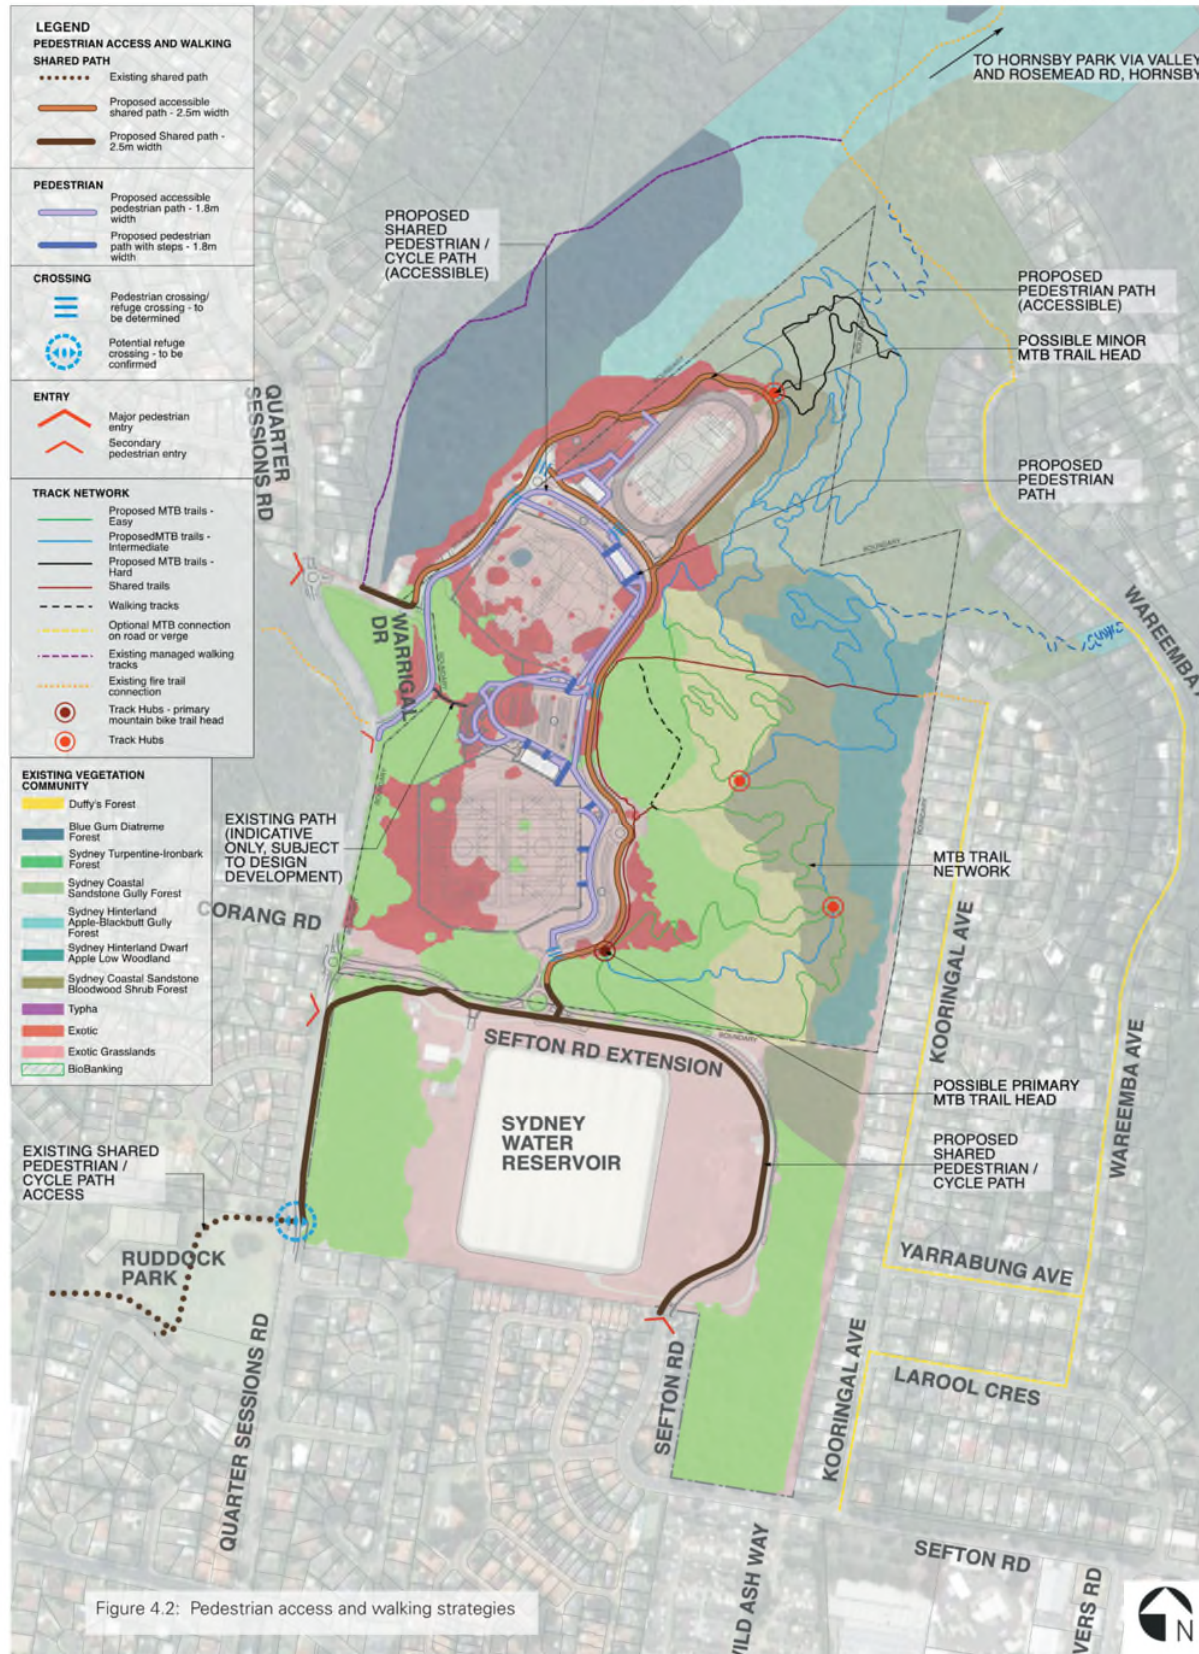 LEGEND
PEDESTRIAN ACCESS AND WALKING
SHARED PATH
Existing shared path
Proposed accessible
shared path - 2.5m width
Proposed Shared path -
2.5m width
PEDESTRIAN
Proposed accessible
pedestrian path - 1.8m
width
Proposed pedestrian
path with steps - 1.8m
width
CROSSING
Pedestrian crossing/
refuge crossing - to
be determined
Potential refuge
crossing - to be
confirmed
ENTRY
Major pedestrian
entry
Secondary
pedestrian entry
TRACK NETWORK
Proposed MTB trails -
Easy
ProposedMTB trails -
Intermediate
Proposed MTB trails -
Hard
Shared trails
Walking tracks
Optional MTB connection
on road or verge
Existing managed walking
tracks
Existing fire trail
connection
Track Hubs - primary
mountain bike trail head
Track Hubs
EXISTING VEGETATION
COMMUNITY
Duffy's Forest
Blue Gum Diatreme
Forest
Sydney Turpentine-Ironbark
Forest
Sydney Coastal
Sandstone Gully Forest
Sydney Hinterland
Apple-Blackbutt Gully
Forest
Sydney Hinterland Dwarf
Apple Low Woodland
Sydney Coastal Sandstone
Bloodwood Shrub Forest
Typha
Exotic
Exotic Grasslands
BioBanking
TO HORNSBY PARK VIA VALLEY
AND ROSEMEAD RD, HORNSBY
PROPOSED
SHARED
PEDESTRIAN /
CYCLE PATH
(ACCESSIBLE)
PROPOSED
PEDESTRIAN PATH
(ACCESSIBLE)
POSSIBLE MINOR
MTB TRAIL HEAD
PROPOSED
PEDESTRIAN
PATH
QUARTER
SESSIONS RD
BOUNDARY
BOUNDARY
BOUNDARY
WARRIGAL
DR
BOUNDARY
BOUNDARY
WAREEMBA
EXISTING PATH
(INDICATIVE
ONLY, SUBJECT
TO DESIGN
DEVELOPMENT)
BOUNDARY
MTB TRAIL
NETWORK
CORANG RD
KOORINGAL AVE
WAREEMBA AVE
SEFTON RD EXTENSION
BOUNDARY
POSSIBLE PRIMARY
MTB TRAIL HEAD
SYDNEY
WATER
RESERVOIR
PROPOSED
SHARED
PEDESTRIAN /
CYCLE PATH
EXISTING SHARED
PEDESTRIAN /
CYCLE PATH
ACCESS
RUDDOCK
PARK
YARRABUNG AVE
QUARTER SESSIONS RD
SEFTON RD
KOORINGAL AVE
LAROOL CRES
SEFTON RD
VILD ASH WAY
VERS RD
Figure 4.2: Pedestrian access and walking strategies
N